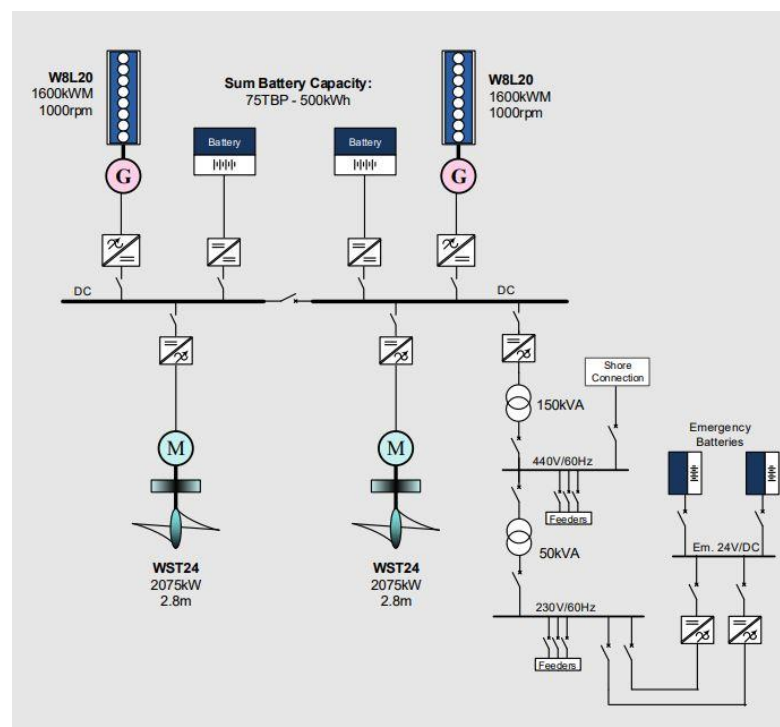 W8L20
1600kWM
1000rpm
Sum Battery Capacity:
75TBP - 500kWh
W8L20
1600kWM
1000rpm
Battery
Battery
G
G
DC
DC
Shore
Connection
150kVA
M
M
Emergency
Batteries
440V/60Hz
Feeders
50kVA
Em. 24V/DC
WST24
2075kW
2.8m
WST24
2075kW
2.8m
230V/60Hz
Feeders